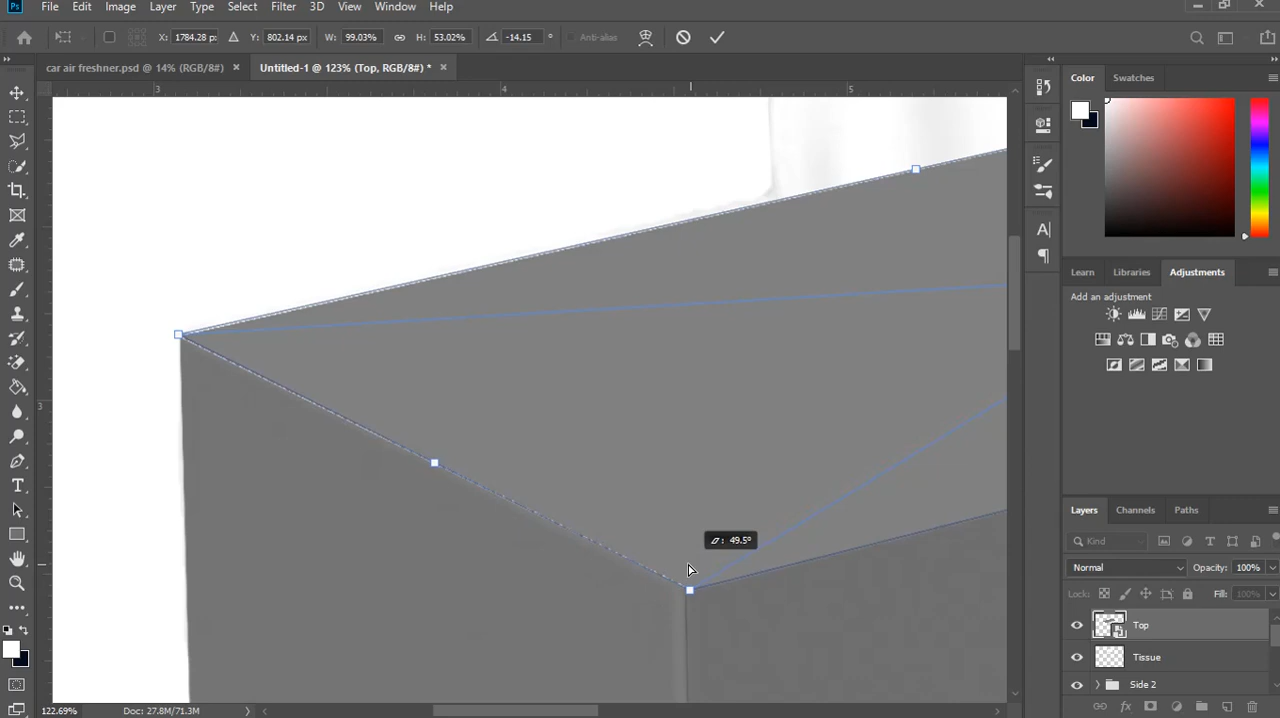 Ps File Edit Image Layer Type Select Filter 3D View Window Help
X: 1784.28 px Y: 802.14 px W: 99.03% H: 53.02% -14.15 ° Anti-alias
car air freshner.psd @ 14% (RGB/8#) × Untitled-1 @ 123% (Top, RGB/8#) * ×
3 4 5
3
49.5°
122.69% Doc: 27.8M/71.3M
Color Swatches
Learn Libraries Adjustments
Add an adjustment
Layers Channels Paths
Kind
Normal Opacity: 100%
Lock: Fill: 100%
Top
Tissue
Side 2